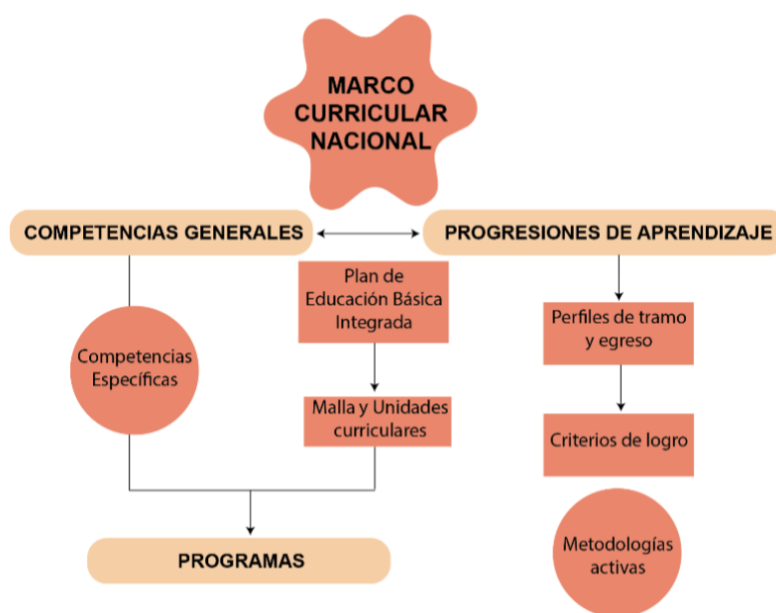 MARCO
CURRICULAR
NACIONAL
COMPETENCIAS GENERALES
PROGRESIONES DE APRENDIZAJE
Plan de
Educación Básica
Integrada
Perfiles de tramo
y egreso
Competencias
Específicas
Malla y Unidades
curriculares
Criterios de logro
PROGRAMAS
Metodologías
activas